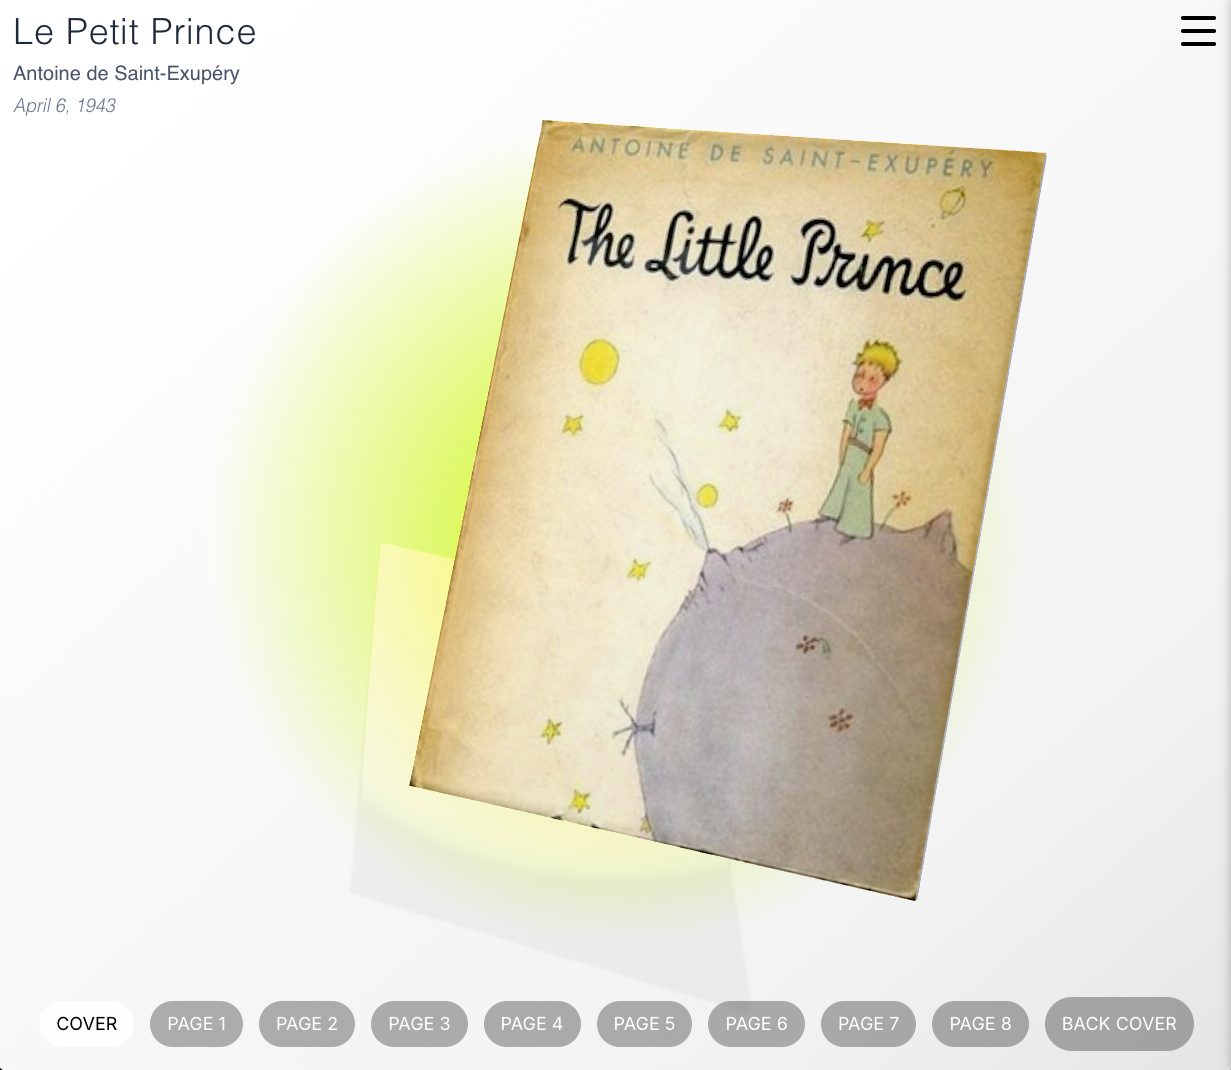 Le Petit Prince
Antoine de Saint-Exupéry
April 6, 1943
ANTOINE DE SAINT-EXUPÉRY
The Little Prince
COVER PAGE 1 PAGE 2 PAGE 3 PAGE 4 PAGE 5 PAGE 6 PAGE 7 PAGE 8 BACK COVER